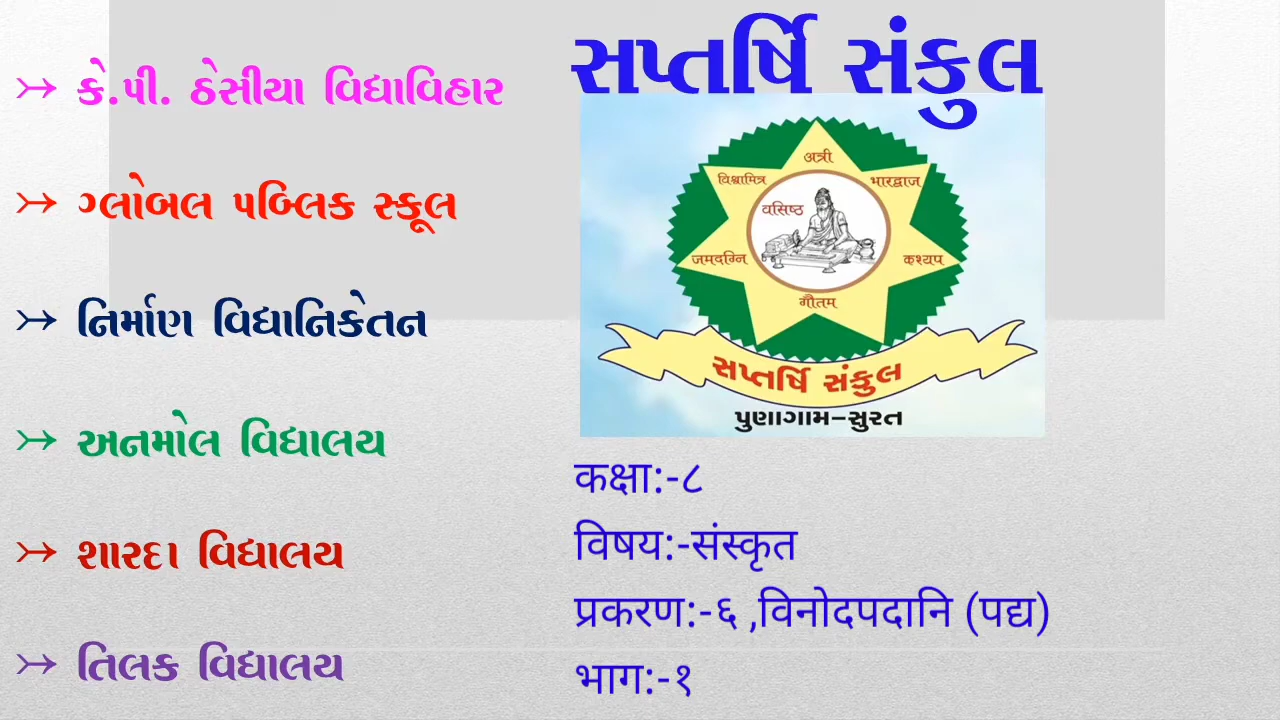 ↣ કે.પી. ઠેસીયા વિદ્યાવિહાર
↣ ગ્લોબલ પબ્લિક સ્કૂલ
↣ નિર્માણ વિદ્યાનિકેતન
↣ અનમોલ વિદ્યાલય
↣ શારદા વિદ્યાલય
↣ તિલક વિદ્યાલય
સપ્તર્ષિ સંકુલ
अत्री
विश्वामित्र
भारद्वाज
वसिष्ठ
जमदग्नि
कश्यप
गौतम
સપ્તર્ષિ સંકુલ
પુણાગામ-સુરત
कक्षा:-८
विषय:-संस्कृत
प्रकरण:-६ ,विनोदपदानि (पद्य)
भाग:-१